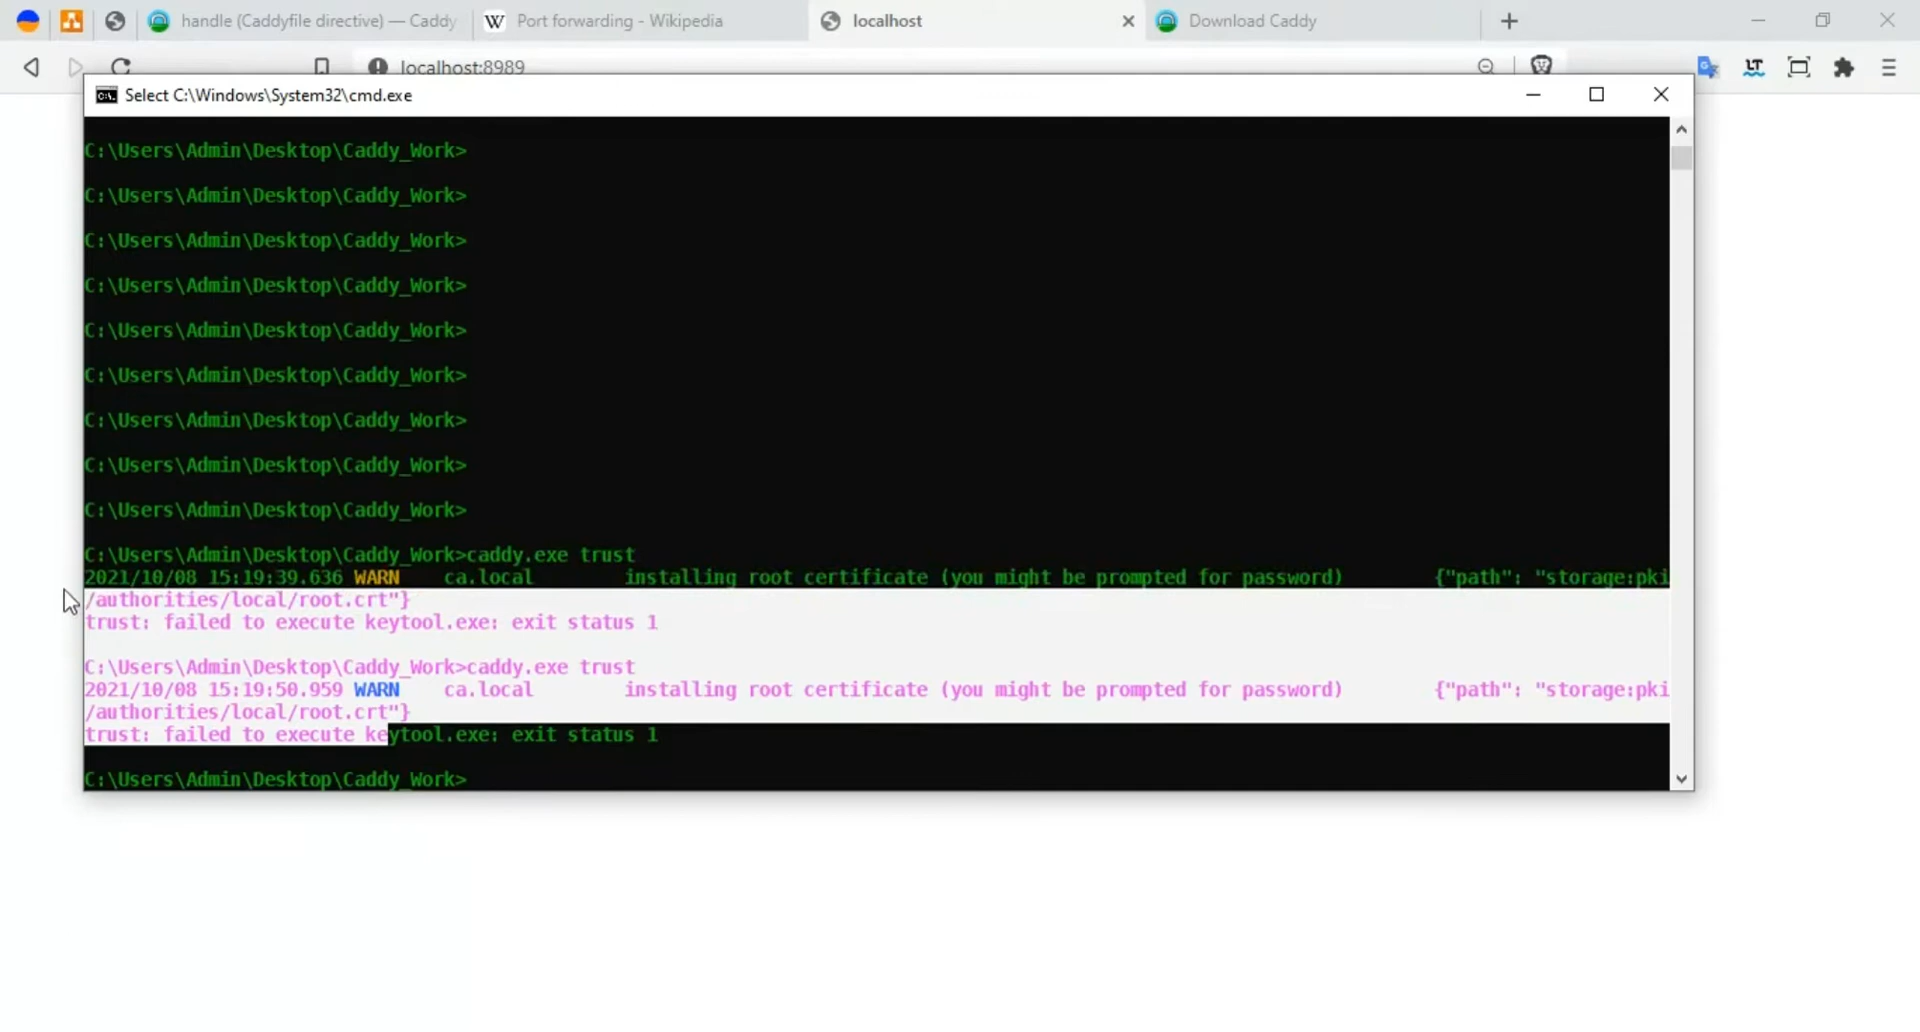 handle (Caddyfile directive) — Caddy
W Port forwarding - Wikipedia
localhost
Download Caddy
localhost:8989
Select C:\Windows\System32\cmd.exe
C:\Users\Admin\Desktop\Caddy_Work>
C:\Users\Admin\Desktop\Caddy_Work>
C:\Users\Admin\Desktop\Caddy_Work>
C:\Users\Admin\Desktop\Caddy_Work>
C:\Users\Admin\Desktop\Caddy_Work>
C:\Users\Admin\Desktop\Caddy_Work>
C:\Users\Admin\Desktop\Caddy_Work>
C:\Users\Admin\Desktop\Caddy_Work>
C:\Users\Admin\Desktop\Caddy_Work>
C:\Users\Admin\Desktop\Caddy_Work>caddy.exe trust
2021/10/08 15:19:39.636 WARN ca.local installing root certificate (you might be prompted for password) {"path": "storage:pki
/authorities/local/root.crt"}
trust: failed to execute keytool.exe: exit status 1
C:\Users\Admin\Desktop\Caddy_Work>caddy.exe trust
2021/10/08 15:19:50.959 WARN ca.local installing root certificate (you might be prompted for password) {"path": "storage:pki
/authorities/local/root.crt"}
trust: failed to execute keytool.exe: exit status 1
C:\Users\Admin\Desktop\Caddy_Work>